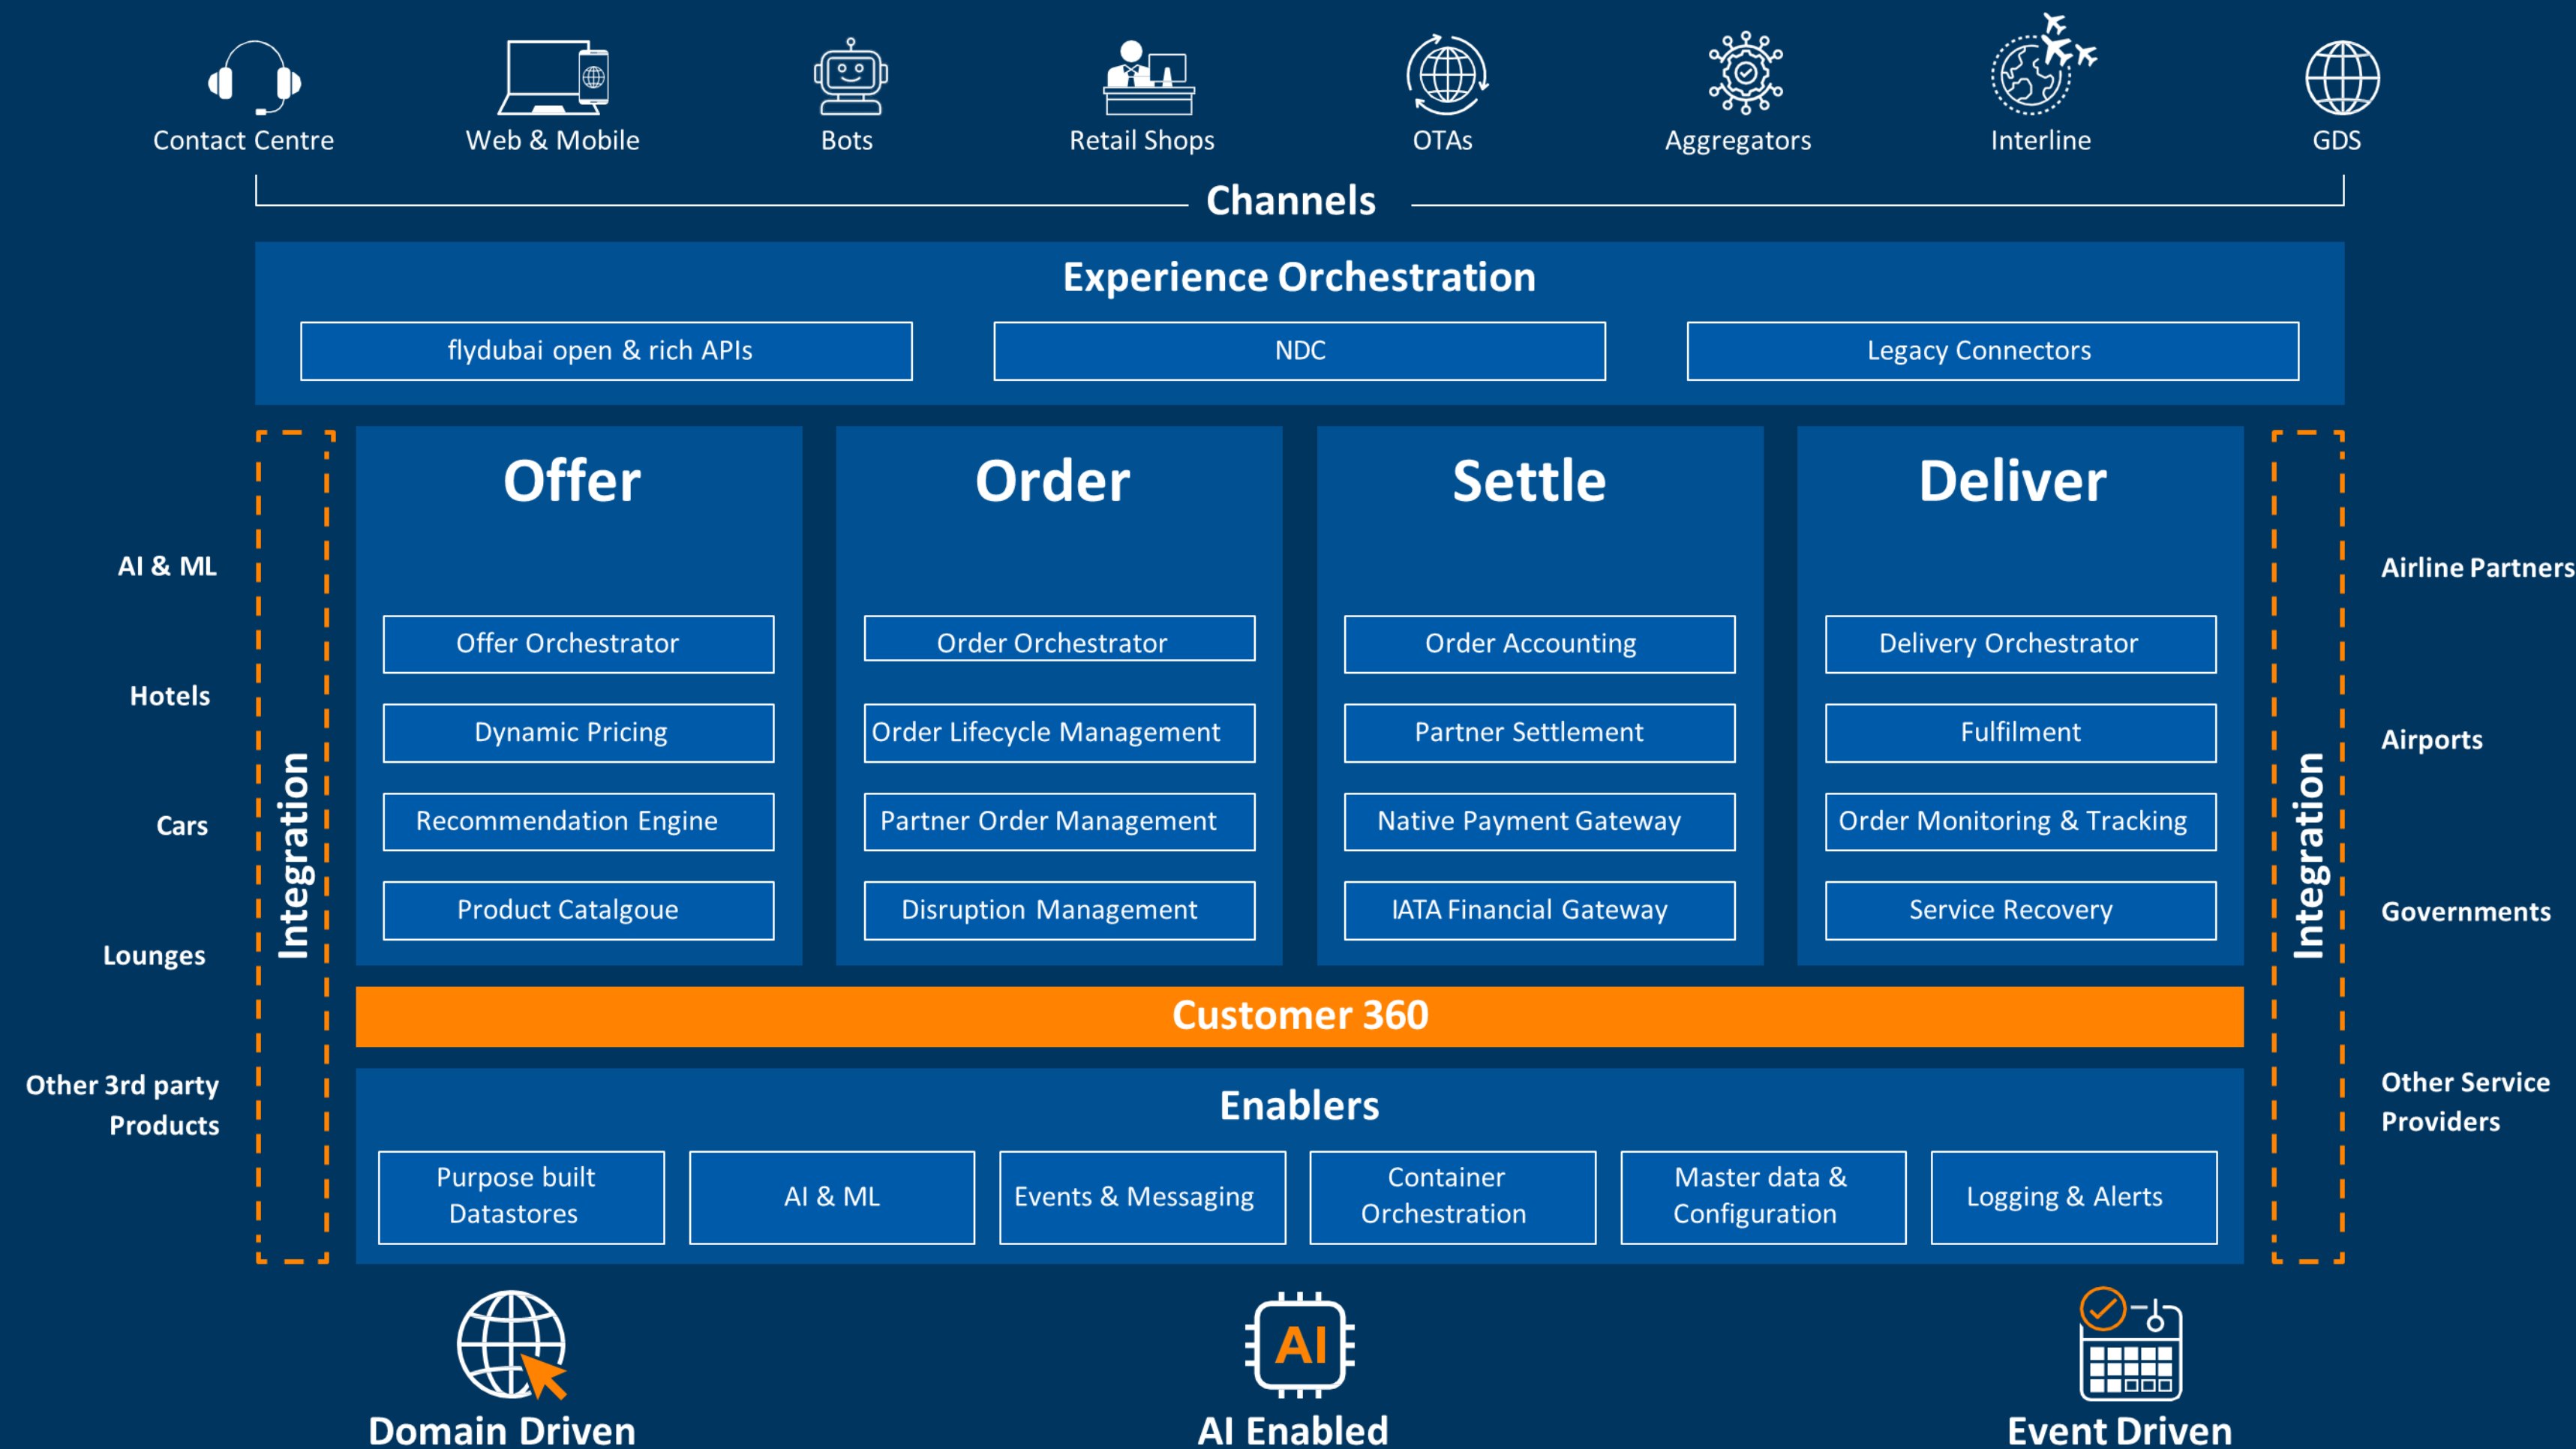 Contact Centre
Web & Mobile
Bots
Retail Shops
OTAs
Aggregators
Interline
GDS
Channels
Experience Orchestration
flydubai open & rich APIs
NDC
Legacy Connectors
Integration
AI & ML
Hotels
Cars
Lounges
Other 3rd party
Products
Offer
Offer Orchestrator
Dynamic Pricing
Recommendation Engine
Product Catalgoue
Order
Order Orchestrator
Order Lifecycle Management
Partner Order Management
Disruption Management
Settle
Order Accounting
Partner Settlement
Native Payment Gateway
IATA Financial Gateway
Deliver
Delivery Orchestrator
Fulfilment
Order Monitoring & Tracking
Service Recovery
Integration
Airline Partners
Airports
Governments
Other Service
Providers
Customer 360
Enablers
Purpose built
Datastores
AI & ML
Events & Messaging
Container
Orchestration
Master data &
Configuration
Logging & Alerts
Domain Driven
AI
AI Enabled
Event Driven